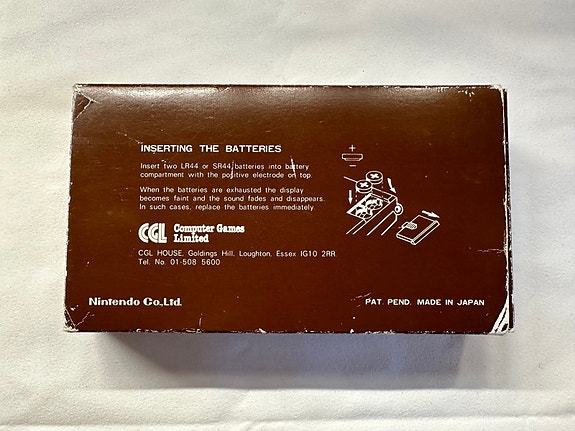 INSERTING THE BATTERIES
Insert two LR44 or SR44 batteries into battery
compartment with the positive electrode on top.
When the batteries are exhausted the display
becomes faint and the sound fades and disappears.
In such cases, replace the batteries immediately.
+
−
CGL Computer Games
Limited
CGL HOUSE, Goldings Hill, Loughton, Essex IG10 2RR
Tel. No. 01-508 5600
Nintendo Co., Ltd.
PAT. PEND. MADE IN JAPAN